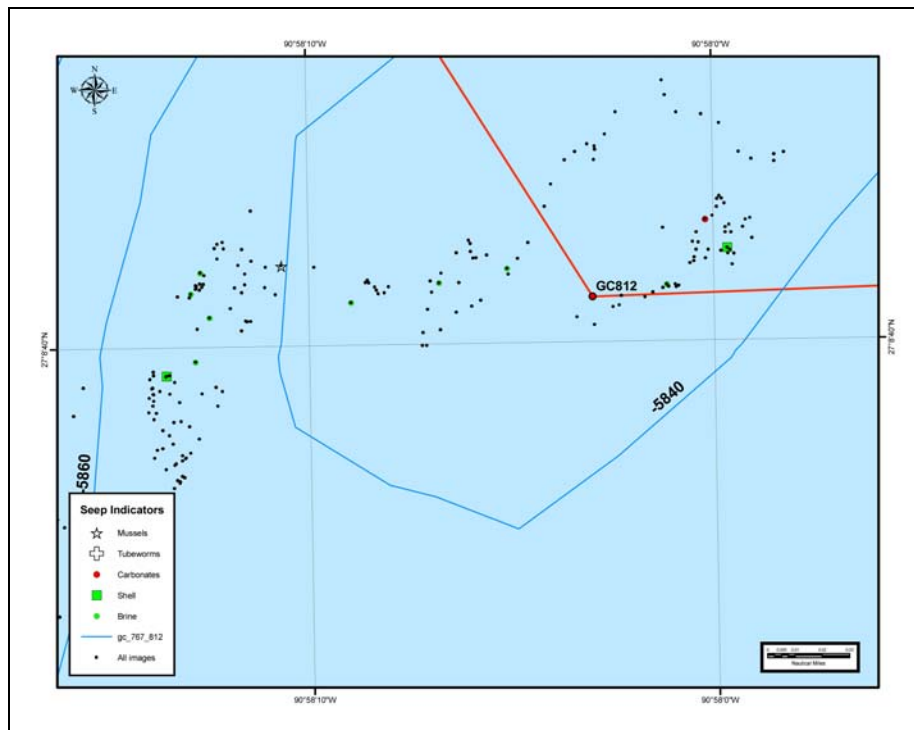 90°58'10"W
90°58'0"W
N
W E
S
GC812
27°8'40"N
27°8'40"N
-5840
-5860
Seep Indicators
Mussels
Tubeworms
Carbonates
Shell
Brine
gc_767_812
All images
Nautical Miles
90°58'10"W
90°58'0"W